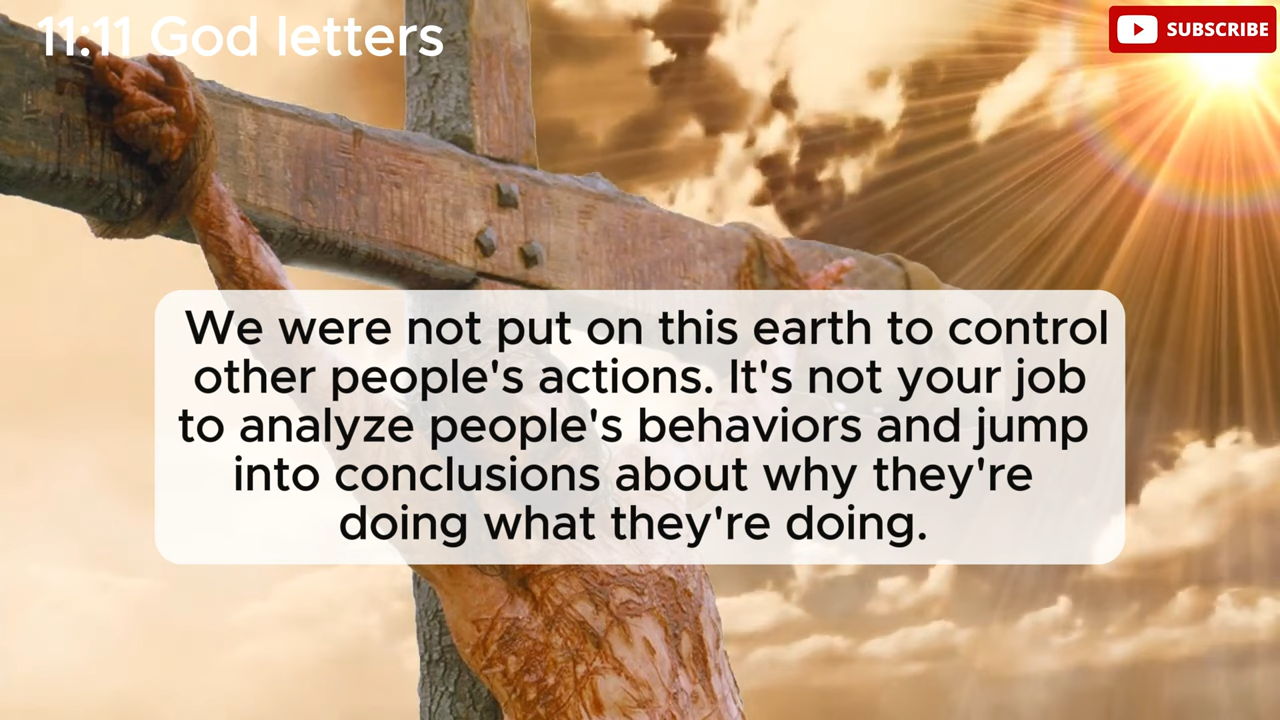 11:11 God letters
SUBSCRIBE
We were not put on this earth to control
other people's actions. It's not your job
to analyze people's behaviors and jump
into conclusions about why they're
doing what they're doing.